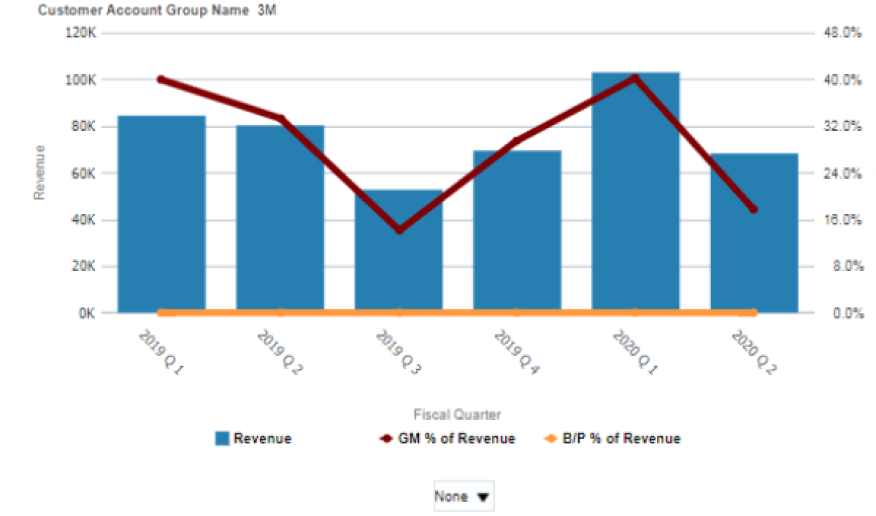 Customer Account Group Name 3M
120K
100K
80K
60K
40K
20K
0K
Revenue
48.0%
40.0%
32.0%
24.0%
16.0%
8.0%
0.0%
2019 Q 1
2019 Q 2
2019 Q 3
2019 Q 4
2020 Q 1
2020 Q 2
Fiscal Quarter
Revenue GM % of Revenue B/P % of Revenue
None